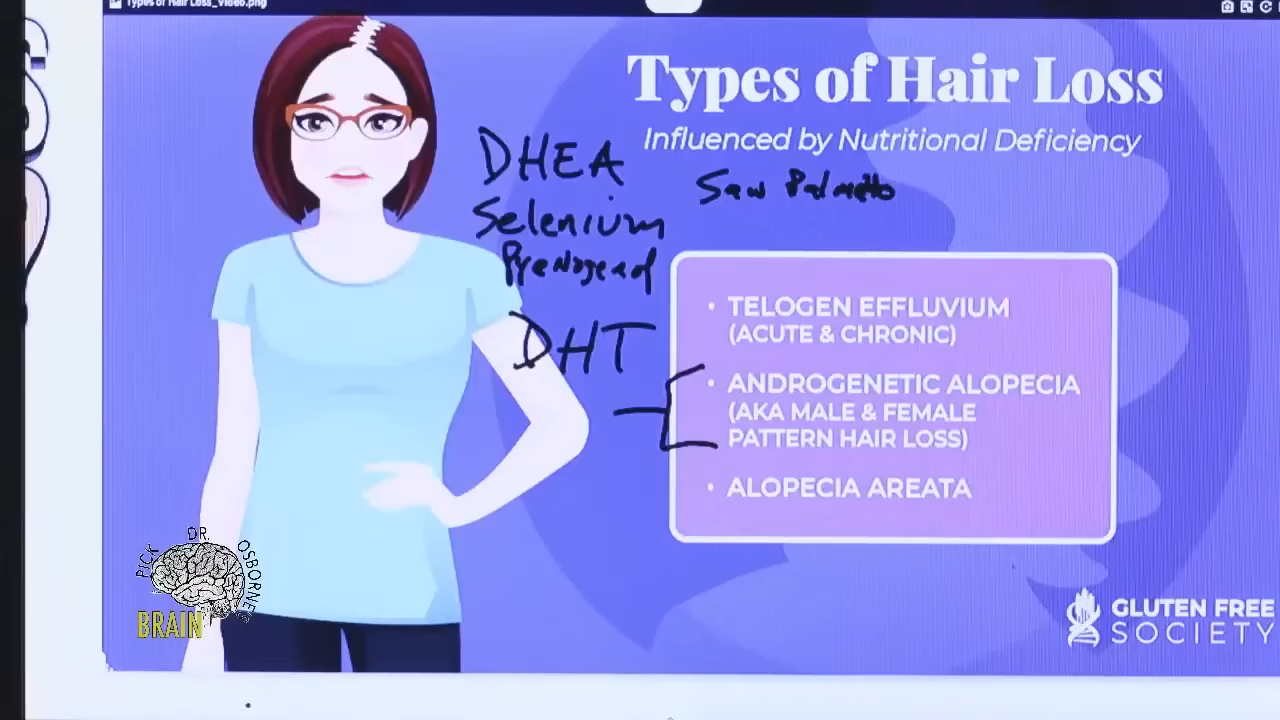 Types of Hair Loss_Video.png
Types of Hair Loss
Influenced by Nutritional Deficiency
DHEA
Saw Palmetto
Selenium
DHT
• TELOGEN EFFLUVIUM
(ACUTE & CHRONIC)
• ANDROGENETIC ALOPECIA
(AKA MALE & FEMALE
PATTERN HAIR LOSS)
• ALOPECIA AREATA
PICK DR. OSBORNE'S
BRAIN
GLUTEN FREE
SOCIETY